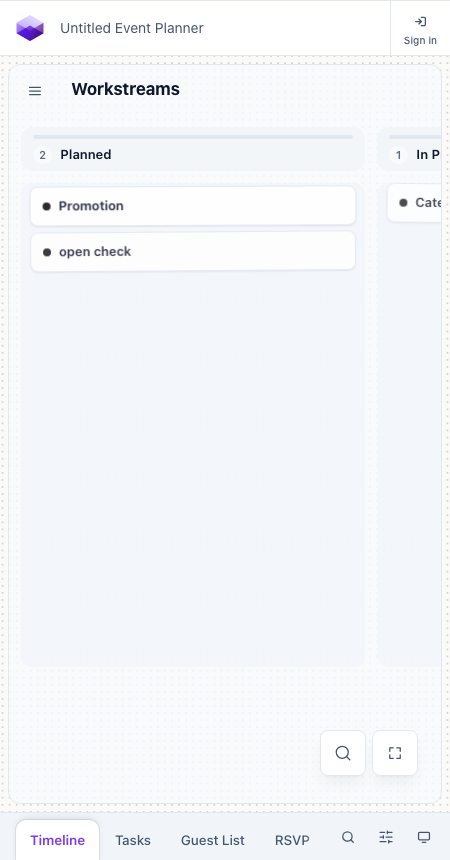 Untitled Event Planner
Sign in
Workstreams
2 Planned
1 In P
Promotion
Cate
open check
Timeline Tasks Guest List RSVP